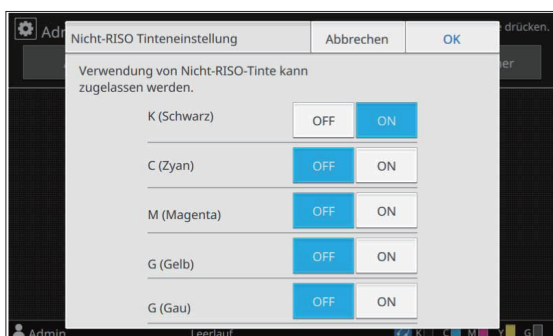 Adr
e drücken.
Nicht-RISO Tinteneinstellung Abbrechen OK
Verwendung von Nicht-RISO-Tinte kann
zugelassen werden.
K (Schwarz) OFF ON
C (Zyan) OFF ON
M (Magenta) OFF ON
G (Gelb) OFF ON
G (Gau) OFF ON
Admin Leerlauf K C M Y G